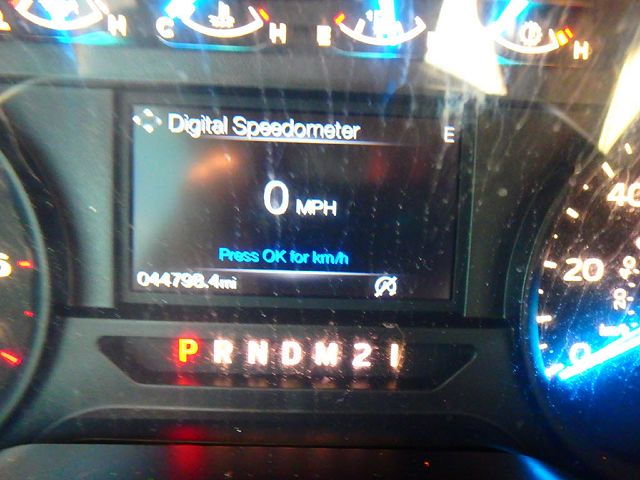 H C H E H
Digital Speedometer E
0 MPH
Press OK for km/h
044798.4mi
P R N D M 2 1
40
20
0